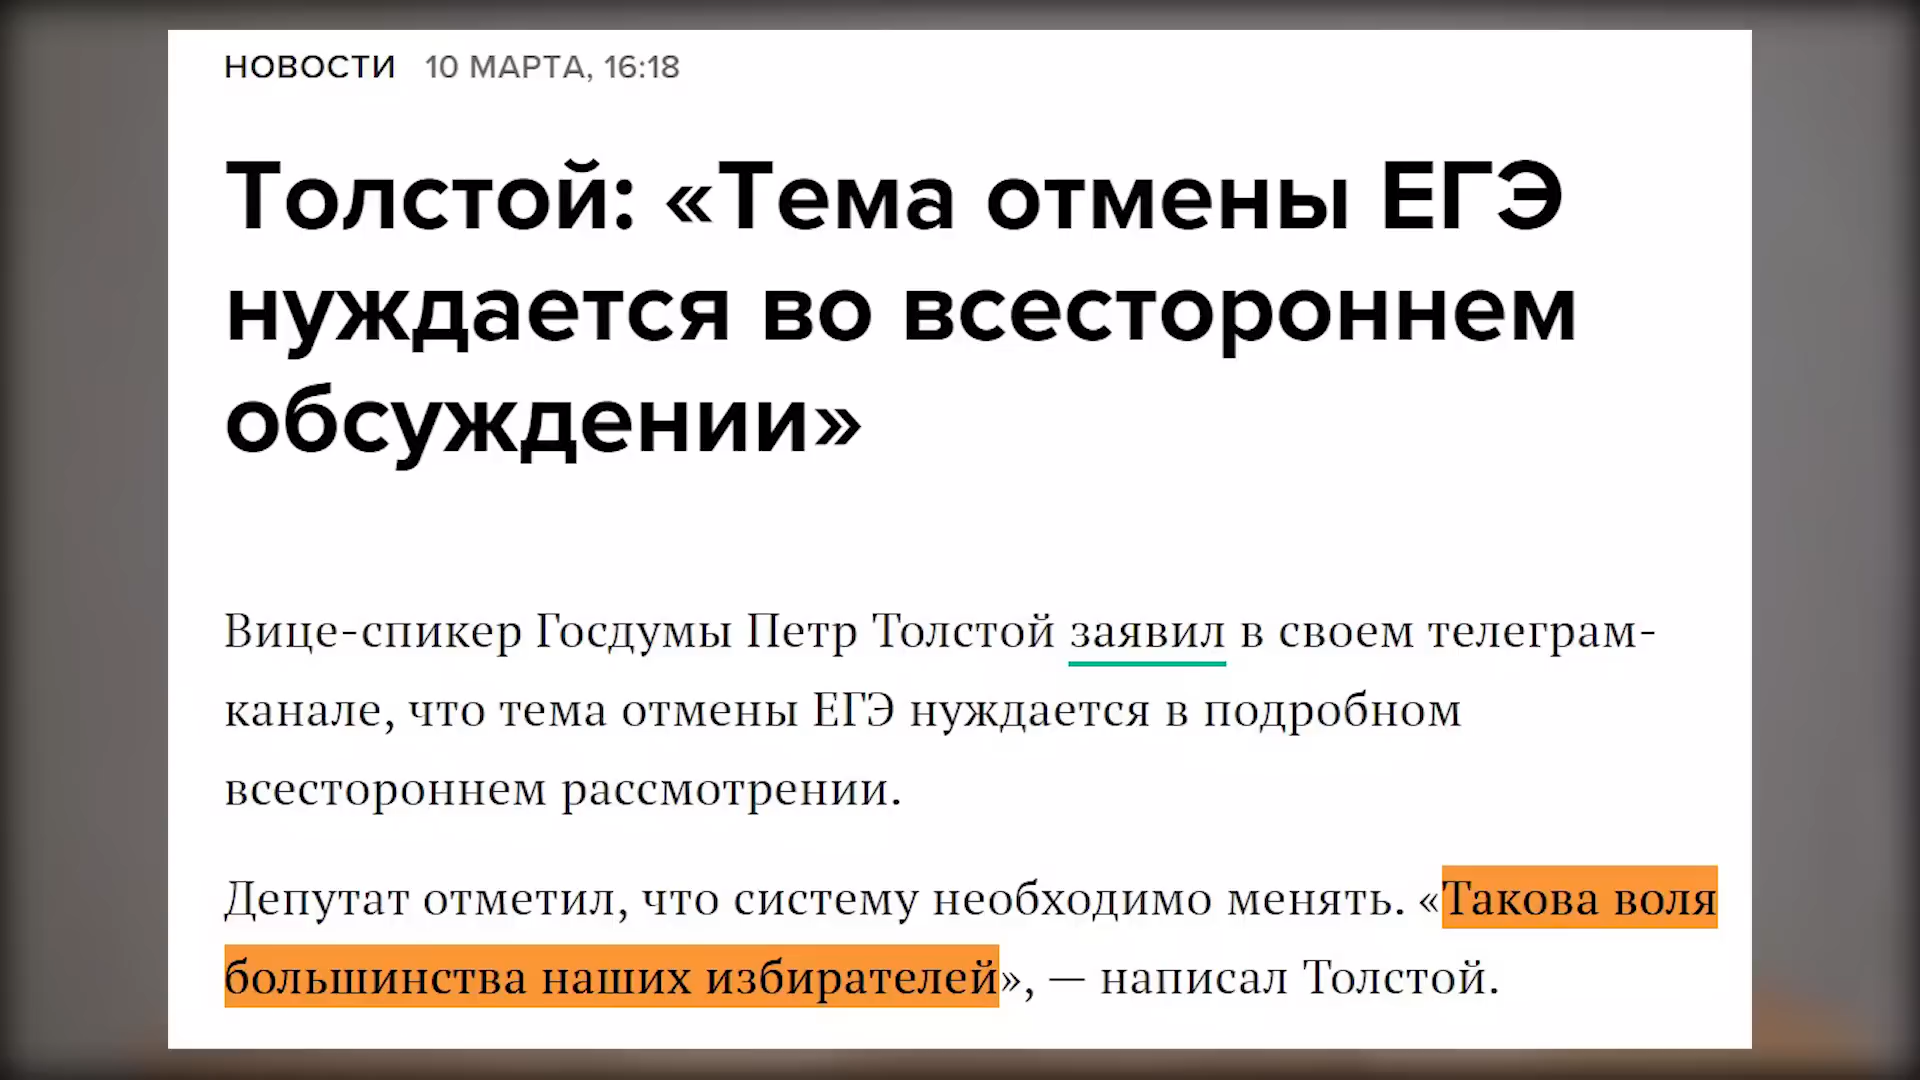 НОВОСТИ 10 МАРТА, 16:18
Толстой: «Тема отмены ЕГЭ
нуждается во всестороннем
обсуждении»
Вице-спикер Госдумы Петр Толстой заявил в своем телеграм-
канале, что тема отмены ЕГЭ нуждается в подробном
всестороннем рассмотрении.
Депутат отметил, что систему необходимо менять. «Такова воля
большинства наших избирателей», — написал Толстой.